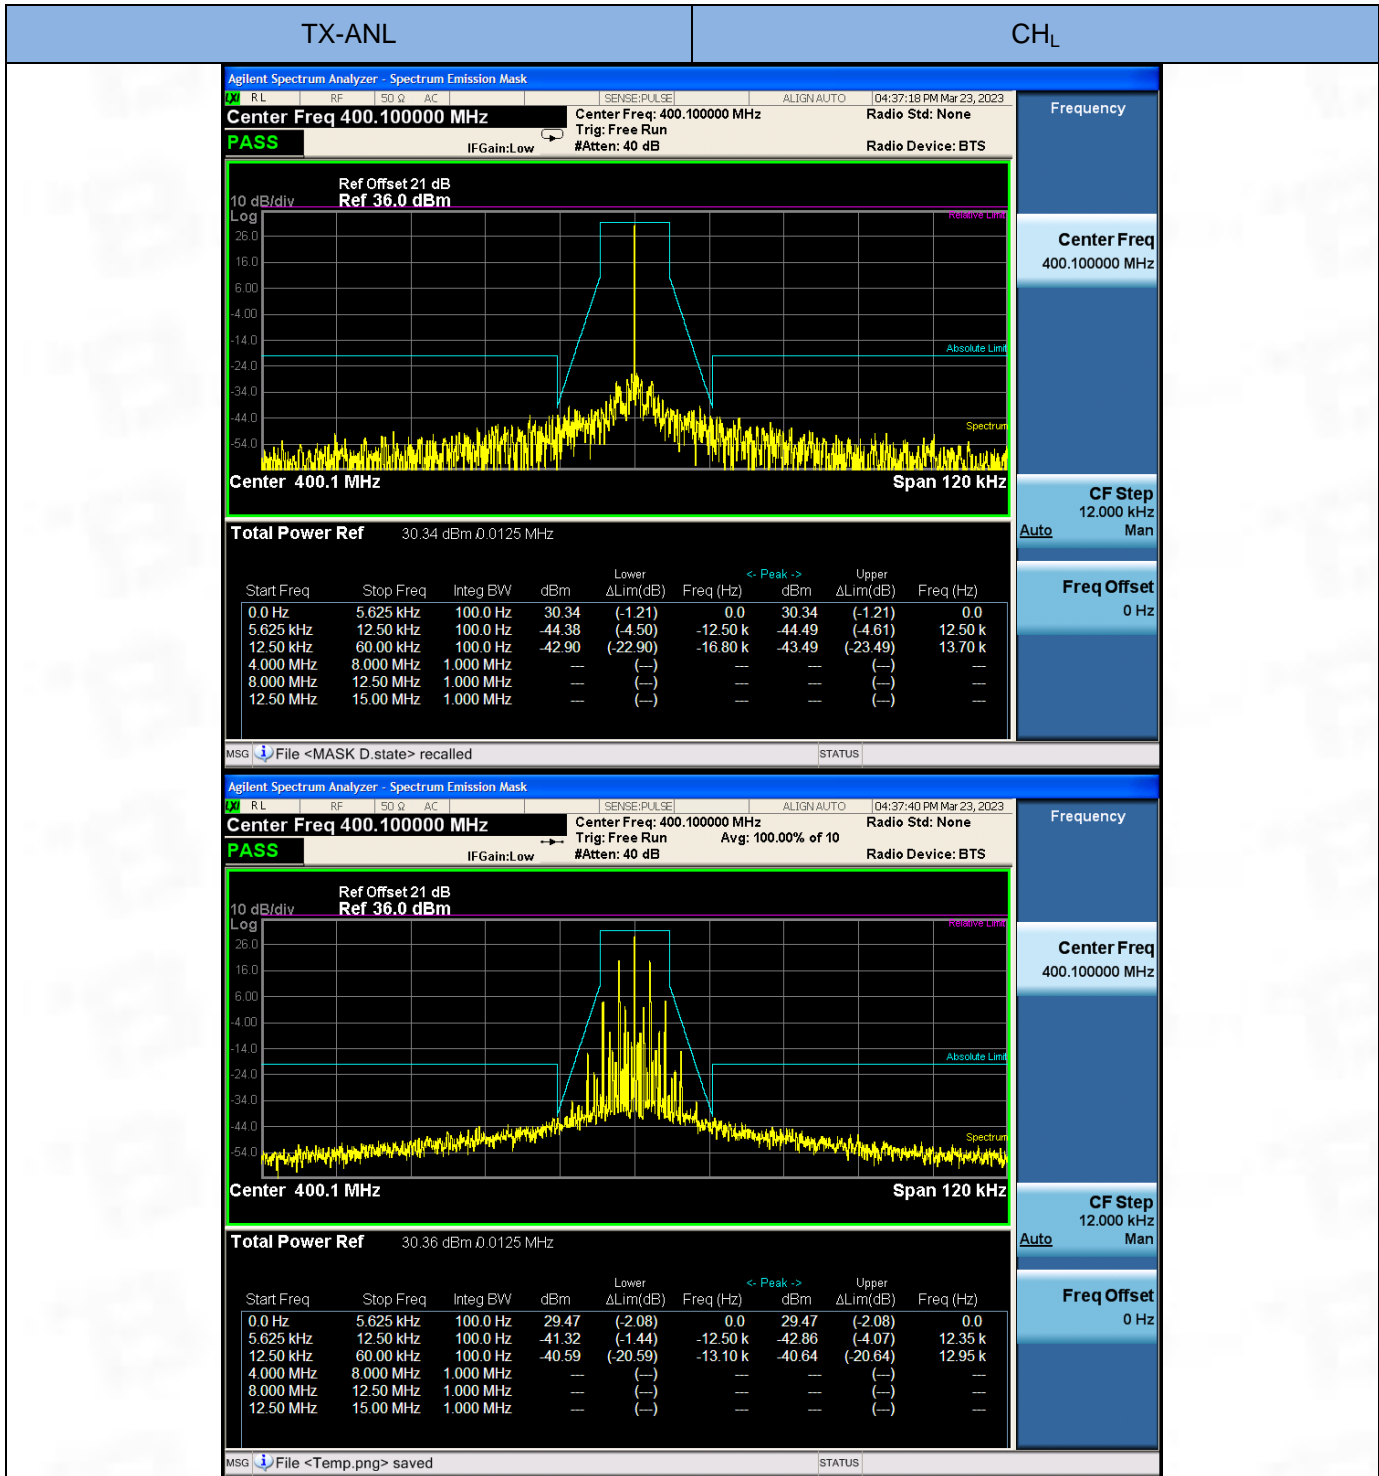 TX-ANL CH_L
Agilent Spectrum Analyzer - Spectrum Emission Mask
LXI RL RF 50 Ω AC SENSE:PULSE ALIGN AUTO 04:37:18 PM Mar 23, 2023
Center Freq 400.100000 MHz Center Freq: 400.100000 MHz Radio Std: None
Trig: Free Run
PASS IFGain:Low #Atten: 40 dB Radio Device: BTS
Ref Offset 21 dB
10 dB/div Ref 36.0 dBm
Log
Relative Limit
26.0
16.0
6.00
-4.00
-14.0
Absolute Limit
-24.0
-34.0
-44.0
Spectrum
-54.0
Center 400.1 MHz Span 120 kHz
Total Power Ref 30.34 dBm /0.0125 MHz
Lower <- Peak -> Upper
Start Freq Stop Freq Integ BW dBm ΔLim(dB) Freq (Hz) dBm ΔLim(dB) Freq (Hz)
0.0 Hz 5.625 kHz 100.0 Hz 30.34 (-1.21) 0.0 30.34 (-1.21) 0.0
5.625 kHz 12.50 kHz 100.0 Hz -44.38 (-4.50) -12.50 k -44.49 (-4.61) 12.50 k
12.50 kHz 60.00 kHz 100.0 Hz -42.90 (-22.90) -16.80 k -43.49 (-23.49) 13.70 k
4.000 MHz 8.000 MHz 1.000 MHz --- (---) --- --- (---) ---
8.000 MHz 12.50 MHz 1.000 MHz --- (---) --- --- (---) ---
12.50 MHz 15.00 MHz 1.000 MHz --- (---) --- --- (---) ---
MSG File <MASK D.state> recalled STATUS
Frequency
Center Freq
400.100000 MHz
CF Step
12.000 kHz
Auto Man
Freq Offset
0 Hz
Agilent Spectrum Analyzer - Spectrum Emission Mask
LXI RL RF 50 Ω AC SENSE:PULSE ALIGN AUTO 04:37:40 PM Mar 23, 2023
Center Freq 400.100000 MHz Center Freq: 400.100000 MHz Radio Std: None
Trig: Free Run Avg: 100.00% of 10
PASS IFGain:Low #Atten: 40 dB Radio Device: BTS
Ref Offset 21 dB
10 dB/div Ref 36.0 dBm
Log
Relative Limit
26.0
16.0
6.00
-4.00
-14.0
Absolute Limit
-24.0
-34.0
-44.0
Spectrum
-54.0
Center 400.1 MHz Span 120 kHz
Total Power Ref 30.36 dBm /0.0125 MHz
Lower <- Peak -> Upper
Start Freq Stop Freq Integ BW dBm ΔLim(dB) Freq (Hz) dBm ΔLim(dB) Freq (Hz)
0.0 Hz 5.625 kHz 100.0 Hz 29.47 (-2.08) 0.0 29.47 (-2.08) 0.0
5.625 kHz 12.50 kHz 100.0 Hz -41.32 (-1.44) -12.50 k -42.86 (-4.07) 12.35 k
12.50 kHz 60.00 kHz 100.0 Hz -40.59 (-20.59) -13.10 k -40.64 (-20.64) 12.95 k
4.000 MHz 8.000 MHz 1.000 MHz --- (---) --- --- (---) ---
8.000 MHz 12.50 MHz 1.000 MHz --- (---) --- --- (---) ---
12.50 MHz 15.00 MHz 1.000 MHz --- (---) --- --- (---) ---
MSG File <Temp.png> saved STATUS
Frequency
Center Freq
400.100000 MHz
CF Step
12.000 kHz
Auto Man
Freq Offset
0 Hz